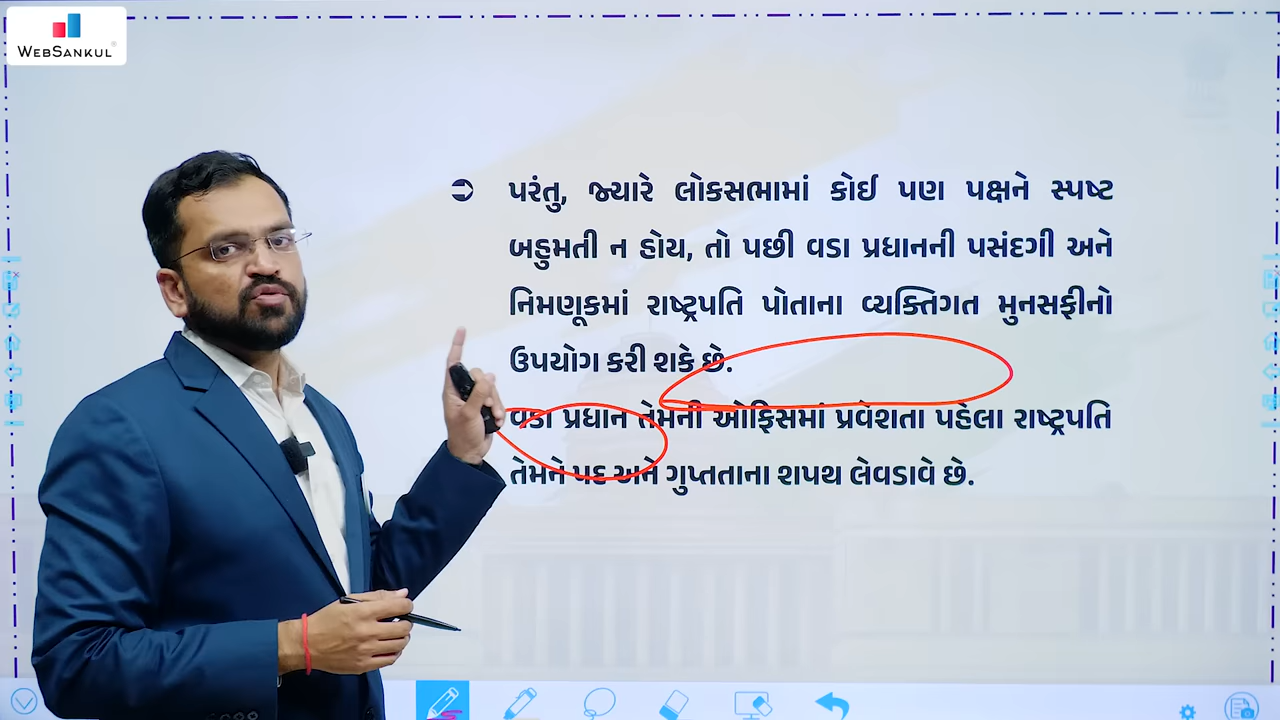 WEBSANKUL
પરંતુ, જ્યારે લોકસભામાં કોઈ પણ પક્ષને સ્પષ્ટ
બહુમતી ન હોય, તો પછી વડા પ્રધાનની પસંદગી અને
નિમણૂકમાં રાષ્ટ્રપતિ પોતાના વ્યક્તિગત મુનસફીનો
ઉપયોગ કરી શકે છે.
વડા પ્રધાન તેમની ઓફિસમાં પ્રવેશતા પહેલા રાષ્ટ્રપતિ
તેમને પદ અને ગુપ્તતાના શપથ લેવડાવે છે.